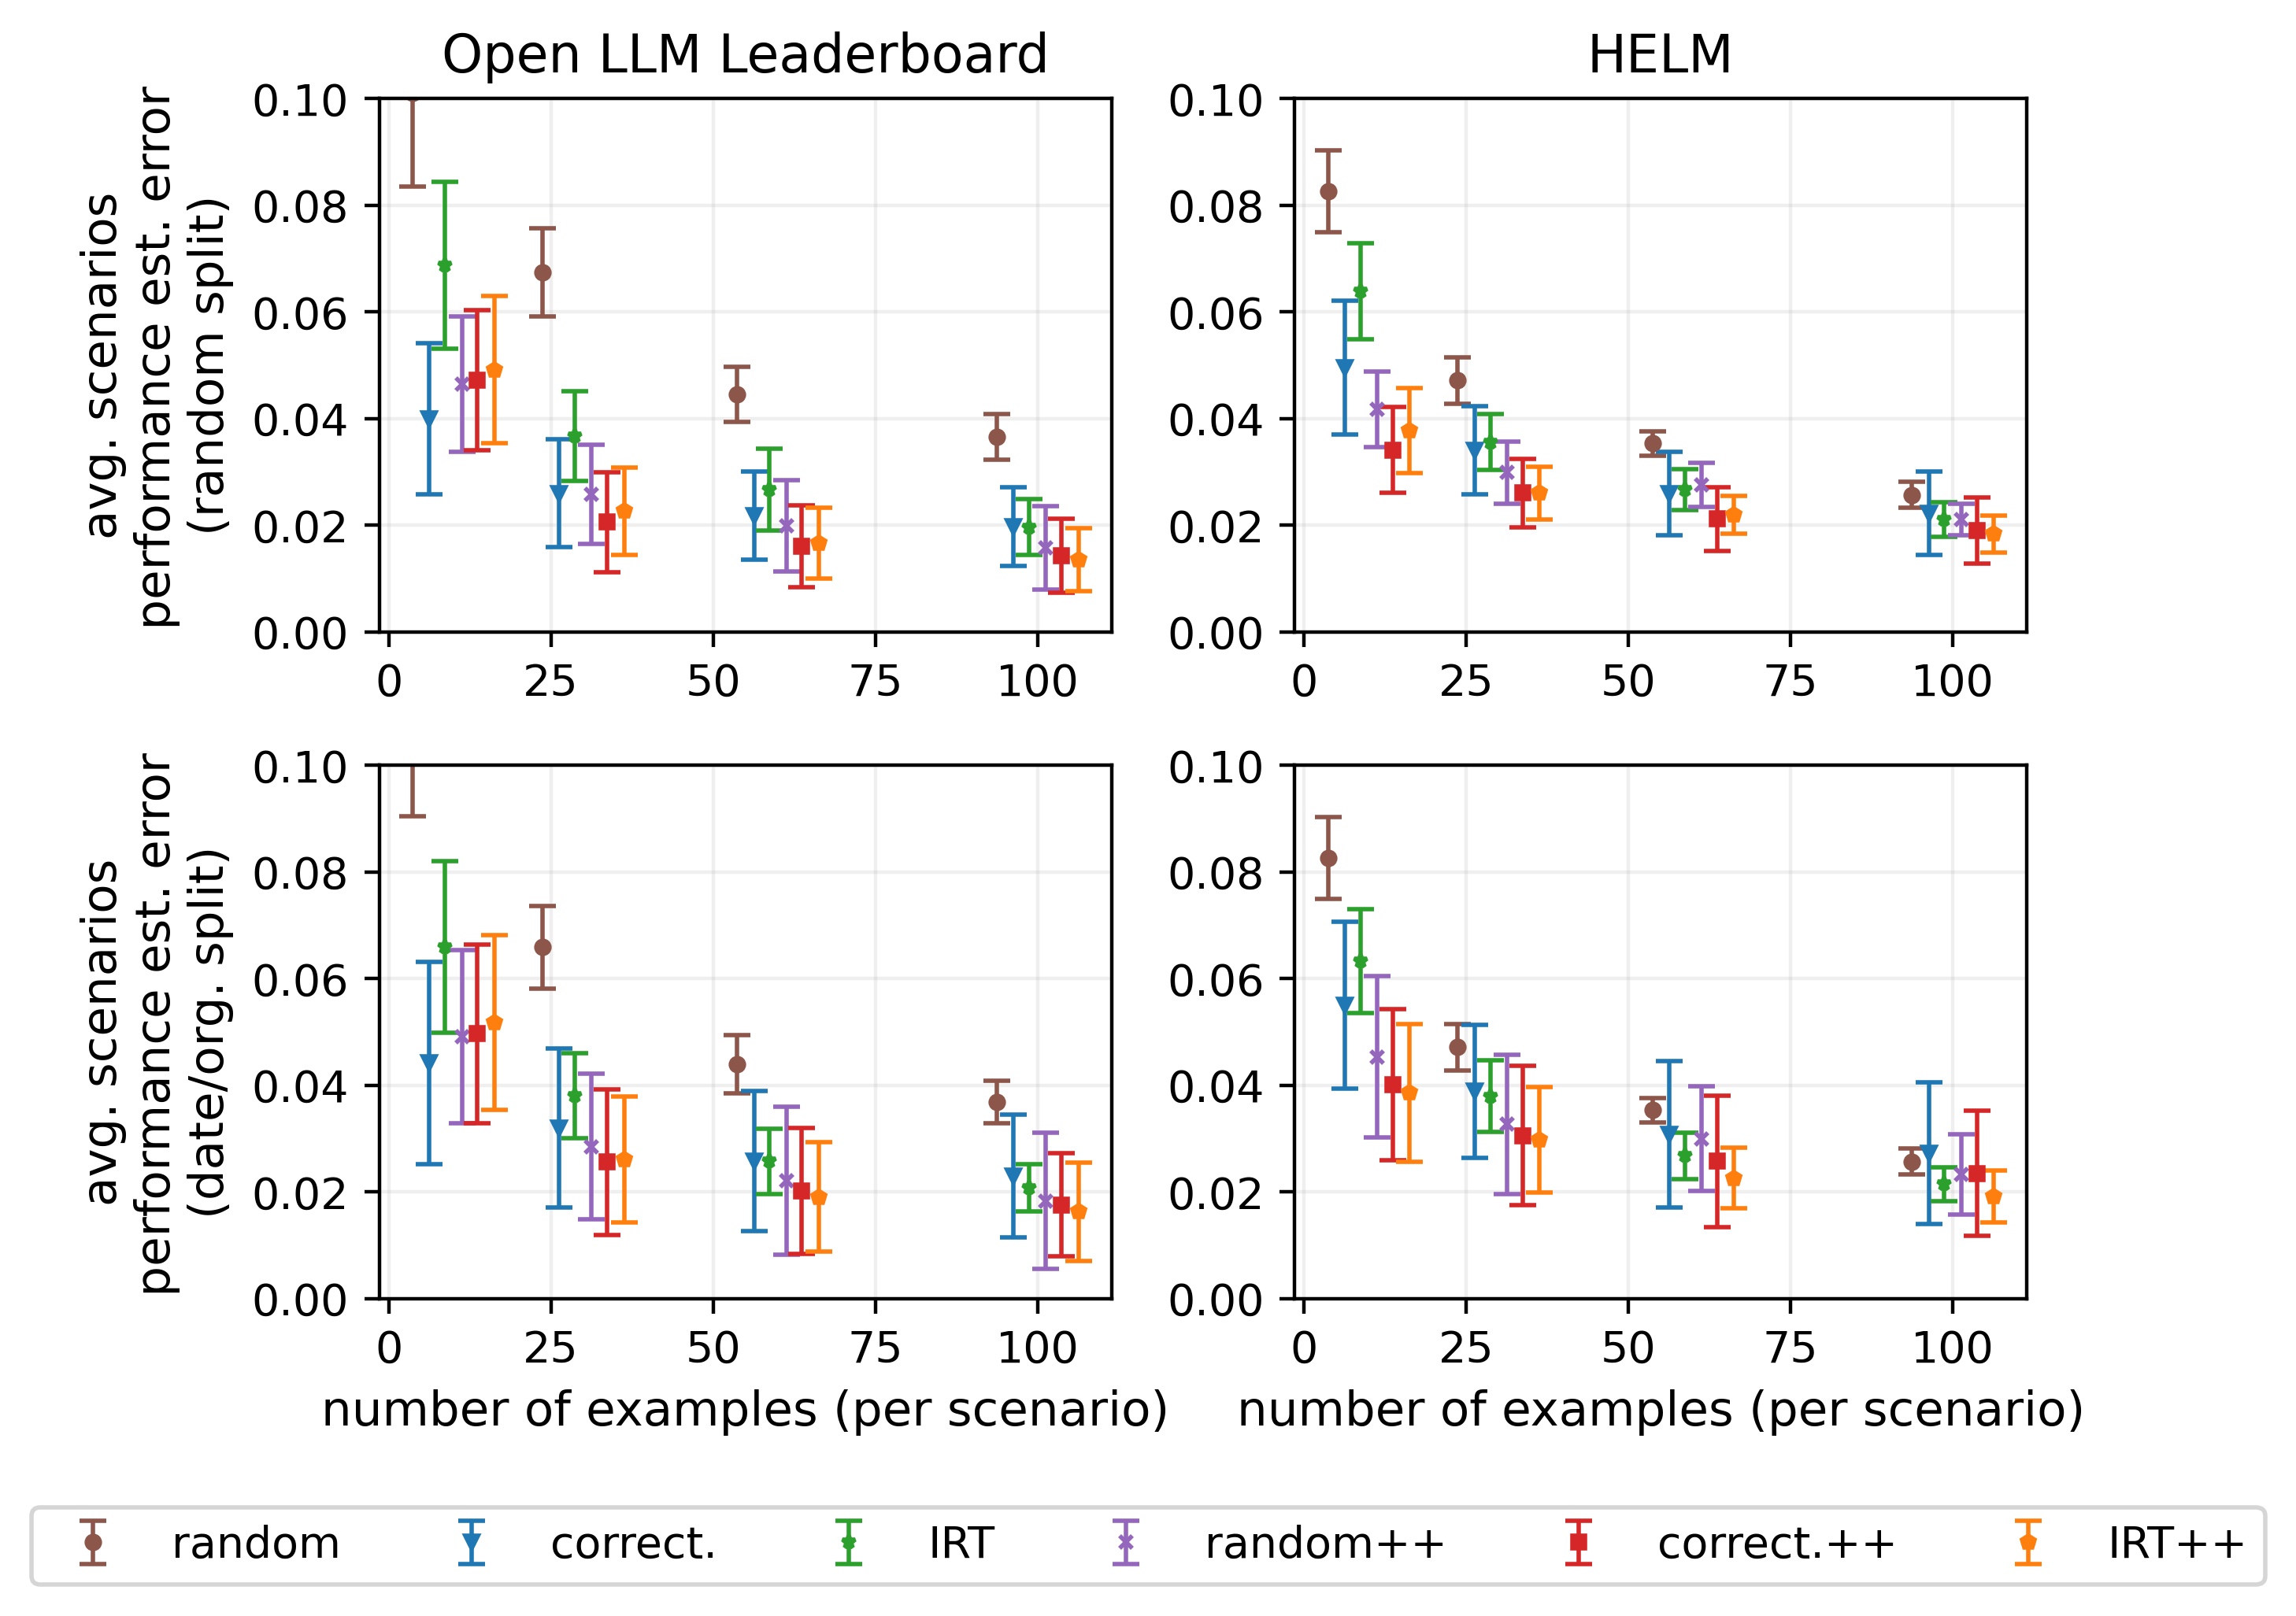 Open LLM Leaderboard
HELM
avg. scenarios
performance est. error
(random split)
0.10
0.08
0.06
0.04
0.02
0.00
0 25 50 75 100
0.10
0.08
0.06
0.04
0.02
0.00
0 25 50 75 100
avg. scenarios
performance est. error
(date/org. split)
0.10
0.08
0.06
0.04
0.02
0.00
0 25 50 75 100
number of examples (per scenario)
0.10
0.08
0.06
0.04
0.02
0.00
0 25 50 75 100
number of examples (per scenario)
random correct. IRT random++ correct.++ IRT++